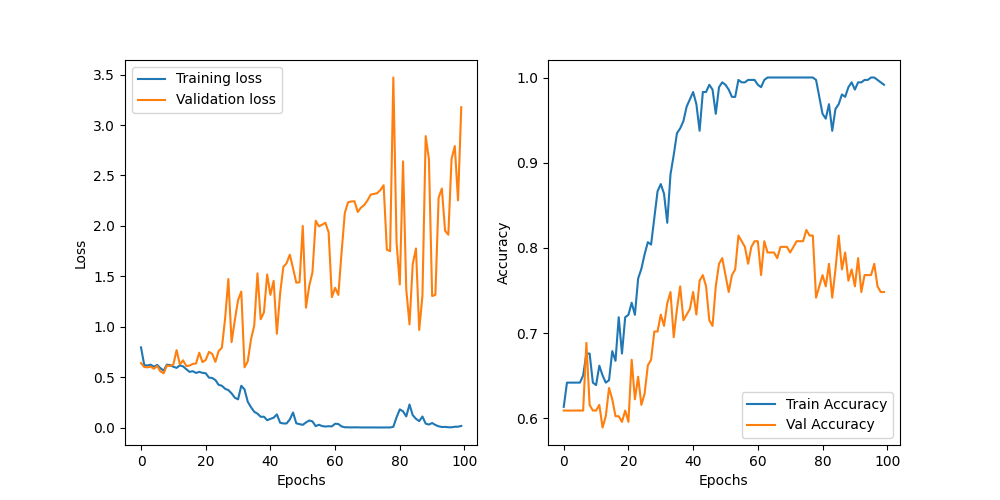 Training loss
Validation loss
3.5
3.0
2.5
2.0
1.5
1.0
0.5
0.0
Loss
0 20 40 60 80 100
Epochs
1.0
0.9
0.8
0.7
0.6
Accuracy
Train Accuracy
Val Accuracy
0 20 40 60 80 100
Epochs